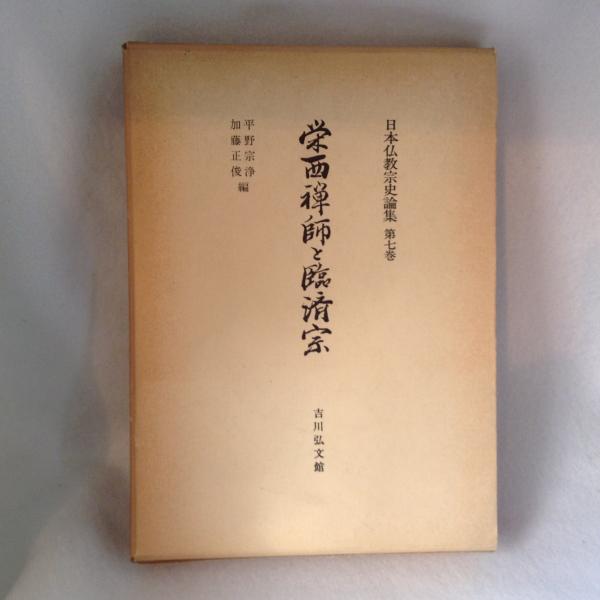 日本仏教宗史論集 第七巻
栄西禅師と臨済宗
平野宗浄
加藤正俊 編
吉川弘文館